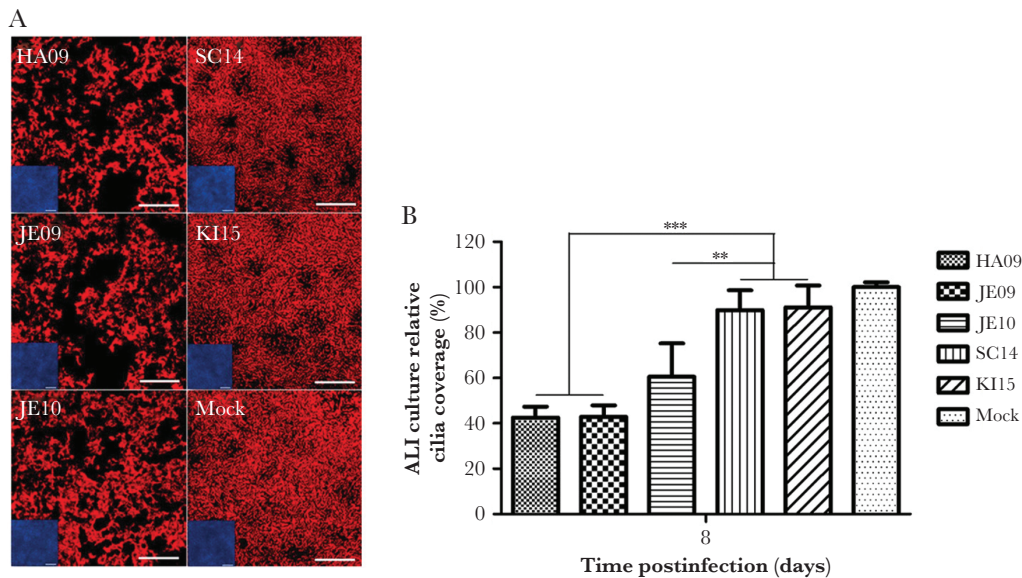 A
HA09
SC14
JE09
KI15
JE10
Mock
B
***
**
120
100
80
60
40
20
0
ALI culture relative
cilia coverage (%)
8
Time postinfection (days)
HA09
JE09
JE10
SC14
KI15
Mock